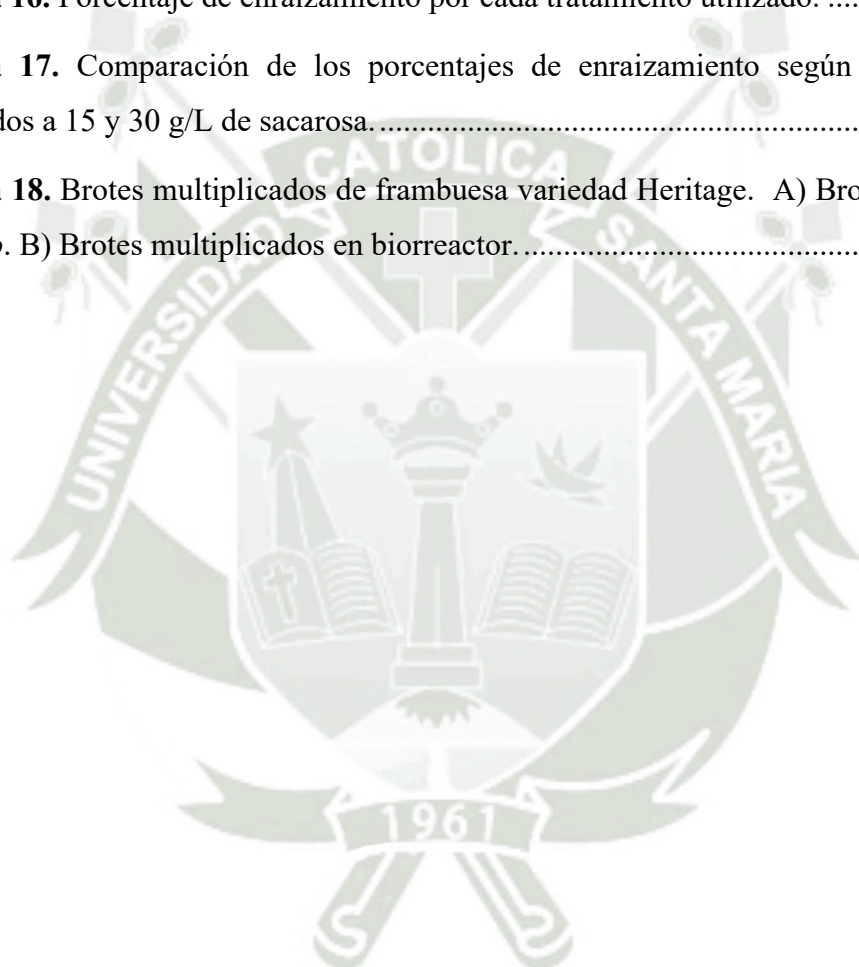 16. Porcentaje de enraizamiento por cada tratamiento utilizado. ....
17. Comparación de los porcentajes de enraizamiento según
dos a 15 y 30 g/L de sacarosa. ....................................................................
18. Brotes multiplicados de frambuesa variedad Heritage. A) Bro
. B) Brotes multiplicados en biorreactor. ................................................
UNIVERSIDAD CATOLICA SANTA MARIA
1961